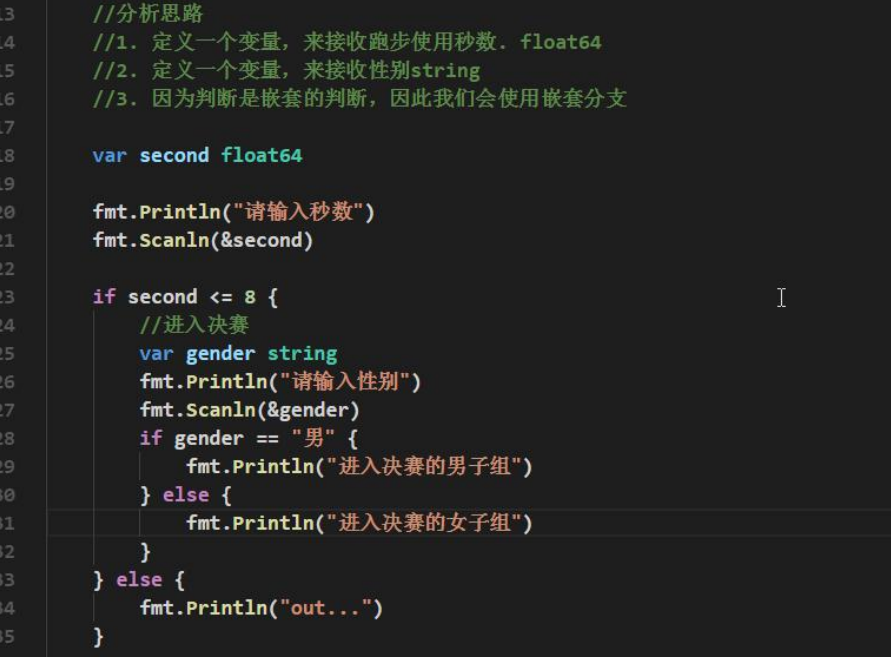 13 //分析思路
14 //1. 定义一个变量，来接收跑步使用秒数. float64
15 //2. 定义一个变量，来接收性别string
16 //3. 因为判断是嵌套的判断，因此我们会使用嵌套分支
17
18 var second float64
19
20 fmt.Println("请输入秒数")
21 fmt.Scanln(&second)
22
23 if second <= 8 {
24 //进入决赛
25 var gender string
26 fmt.Println("请输入性别")
27 fmt.Scanln(&gender)
28 if gender == "男" {
29 fmt.Println("进入决赛的男子组")
30 } else {
31 fmt.Println("进入决赛的女子组")
32 }
33 } else {
34 fmt.Println("out...")
35 }